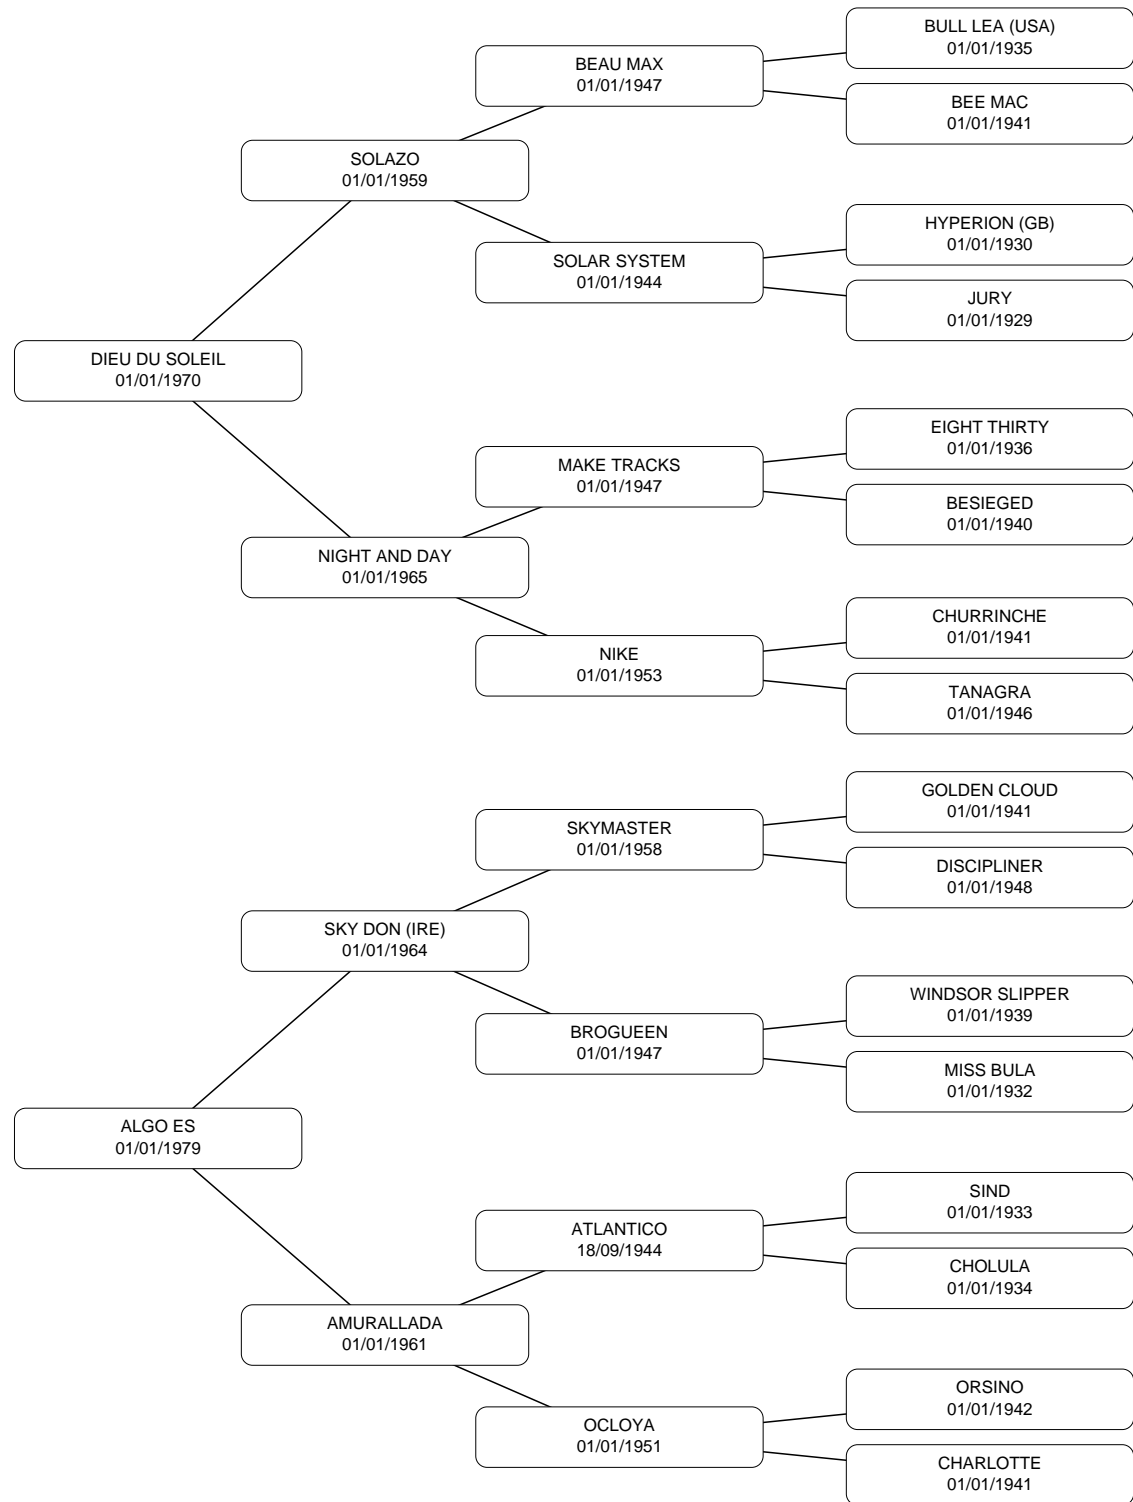 BULL LEA (USA)
01/01/1935
BEAU MAX
01/01/1947
BEE MAC
01/01/1941
SOLAZO
01/01/1959
HYPERION (GB)
01/01/1930
SOLAR SYSTEM
01/01/1944
JURY
01/01/1929
DIEU DU SOLEIL
01/01/1970
EIGHT THIRTY
01/01/1936
MAKE TRACKS
01/01/1947
BESIEGED
01/01/1940
NIGHT AND DAY
01/01/1965
CHURRINCHE
01/01/1941
NIKE
01/01/1953
TANAGRA
01/01/1946
GOLDEN CLOUD
01/01/1941
SKYMASTER
01/01/1958
DISCIPLINER
01/01/1948
SKY DON (IRE)
01/01/1964
WINDSOR SLIPPER
01/01/1939
BROGUEEN
01/01/1947
MISS BULA
01/01/1932
ALGO ES
01/01/1979
SIND
01/01/1933
ATLANTICO
18/09/1944
CHOLULA
01/01/1934
AMURALLADA
01/01/1961
ORSINO
01/01/1942
OCLOYA
01/01/1951
CHARLOTTE
01/01/1941